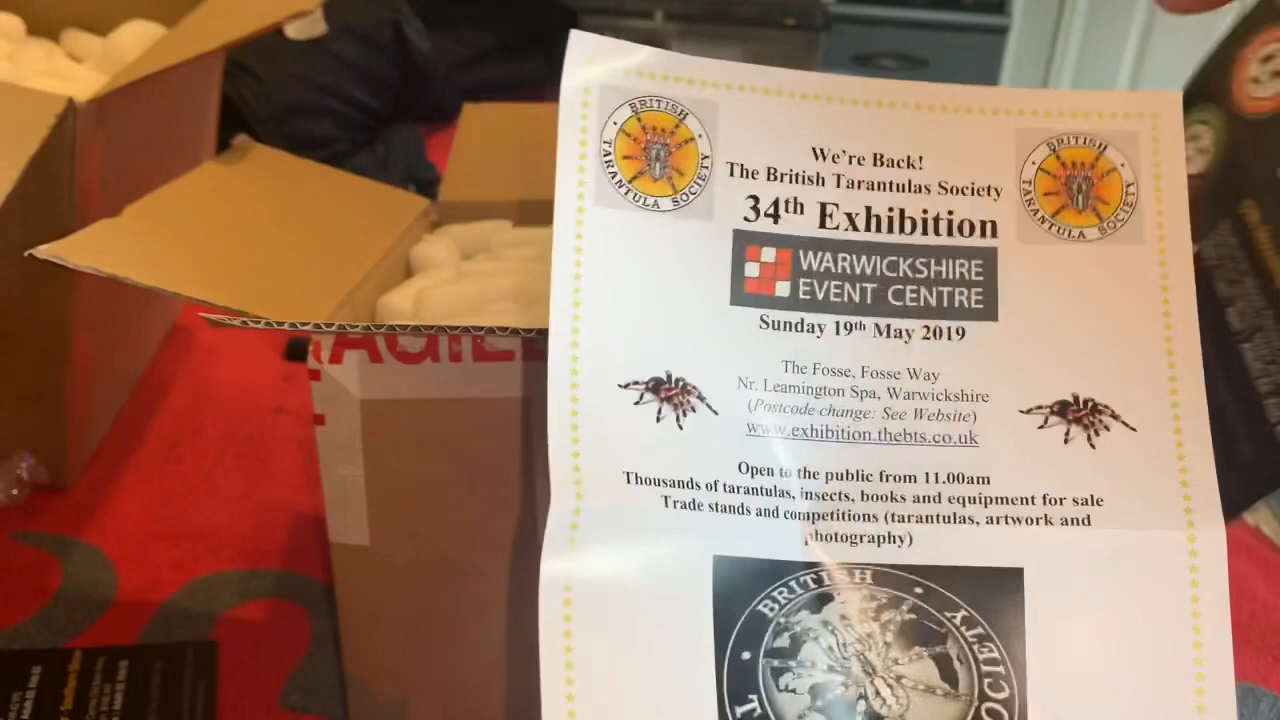 BRITISH
TARANTULA SOCIETY
BRITISH
TARANTULA SOCIETY
We're Back!
The British Tarantulas Society
34th Exhibition
WARWICKSHIRE
EVENT CENTRE
Sunday 19th May 2019
The Fosse, Fosse Way
Nr. Leamington Spa, Warwickshire
(Postcode change: See Website)
www.exhibition.thebts.co.uk
Open to the public from 11.00am
Thousands of tarantulas, insects, books and equipment for sale
Trade stands and competitions (tarantulas, artwork and
photography)
BRITISH